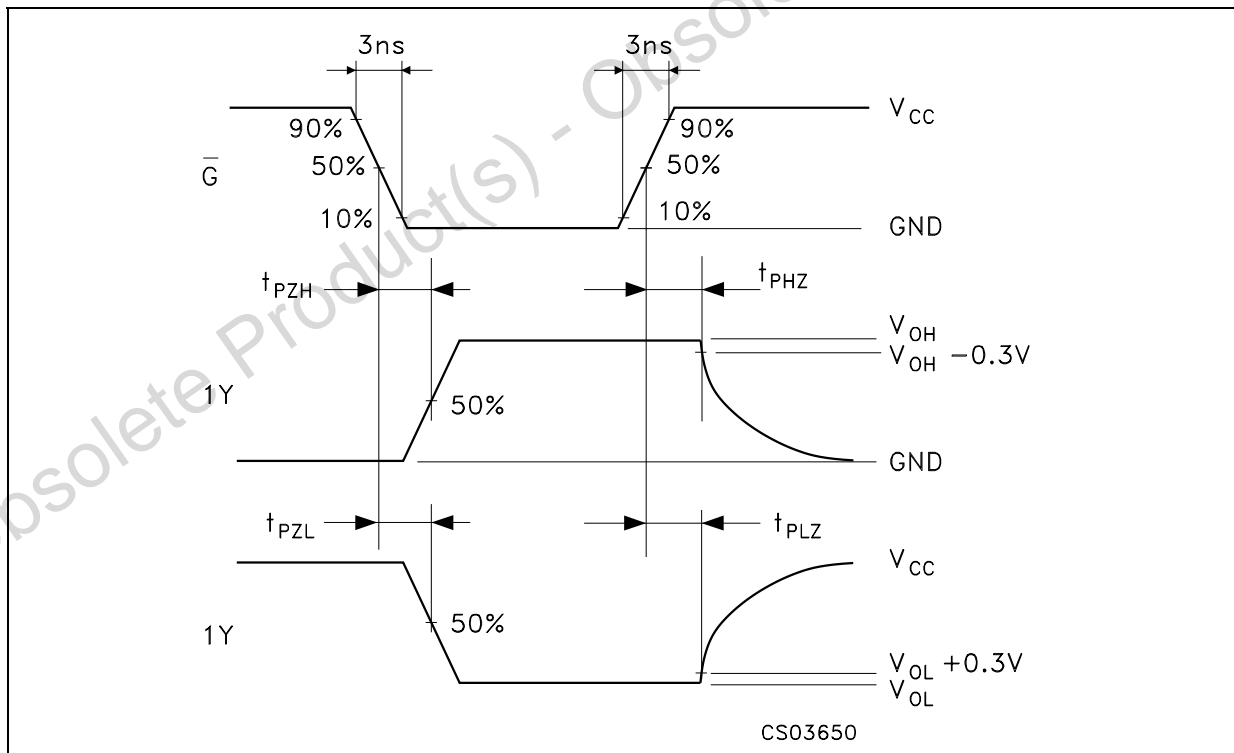 3ns 3ns
90% 90% V_CC
G̅ 50% 50%
10% 10% GND
t_PZH t_PHZ
V_OH
V_OH -0.3V
1Y 50%
GND
t_PZL t_PLZ
V_CC
1Y 50%
V_OL +0.3V
V_OL
CS03650
Obsolete Product(s) - Obsole